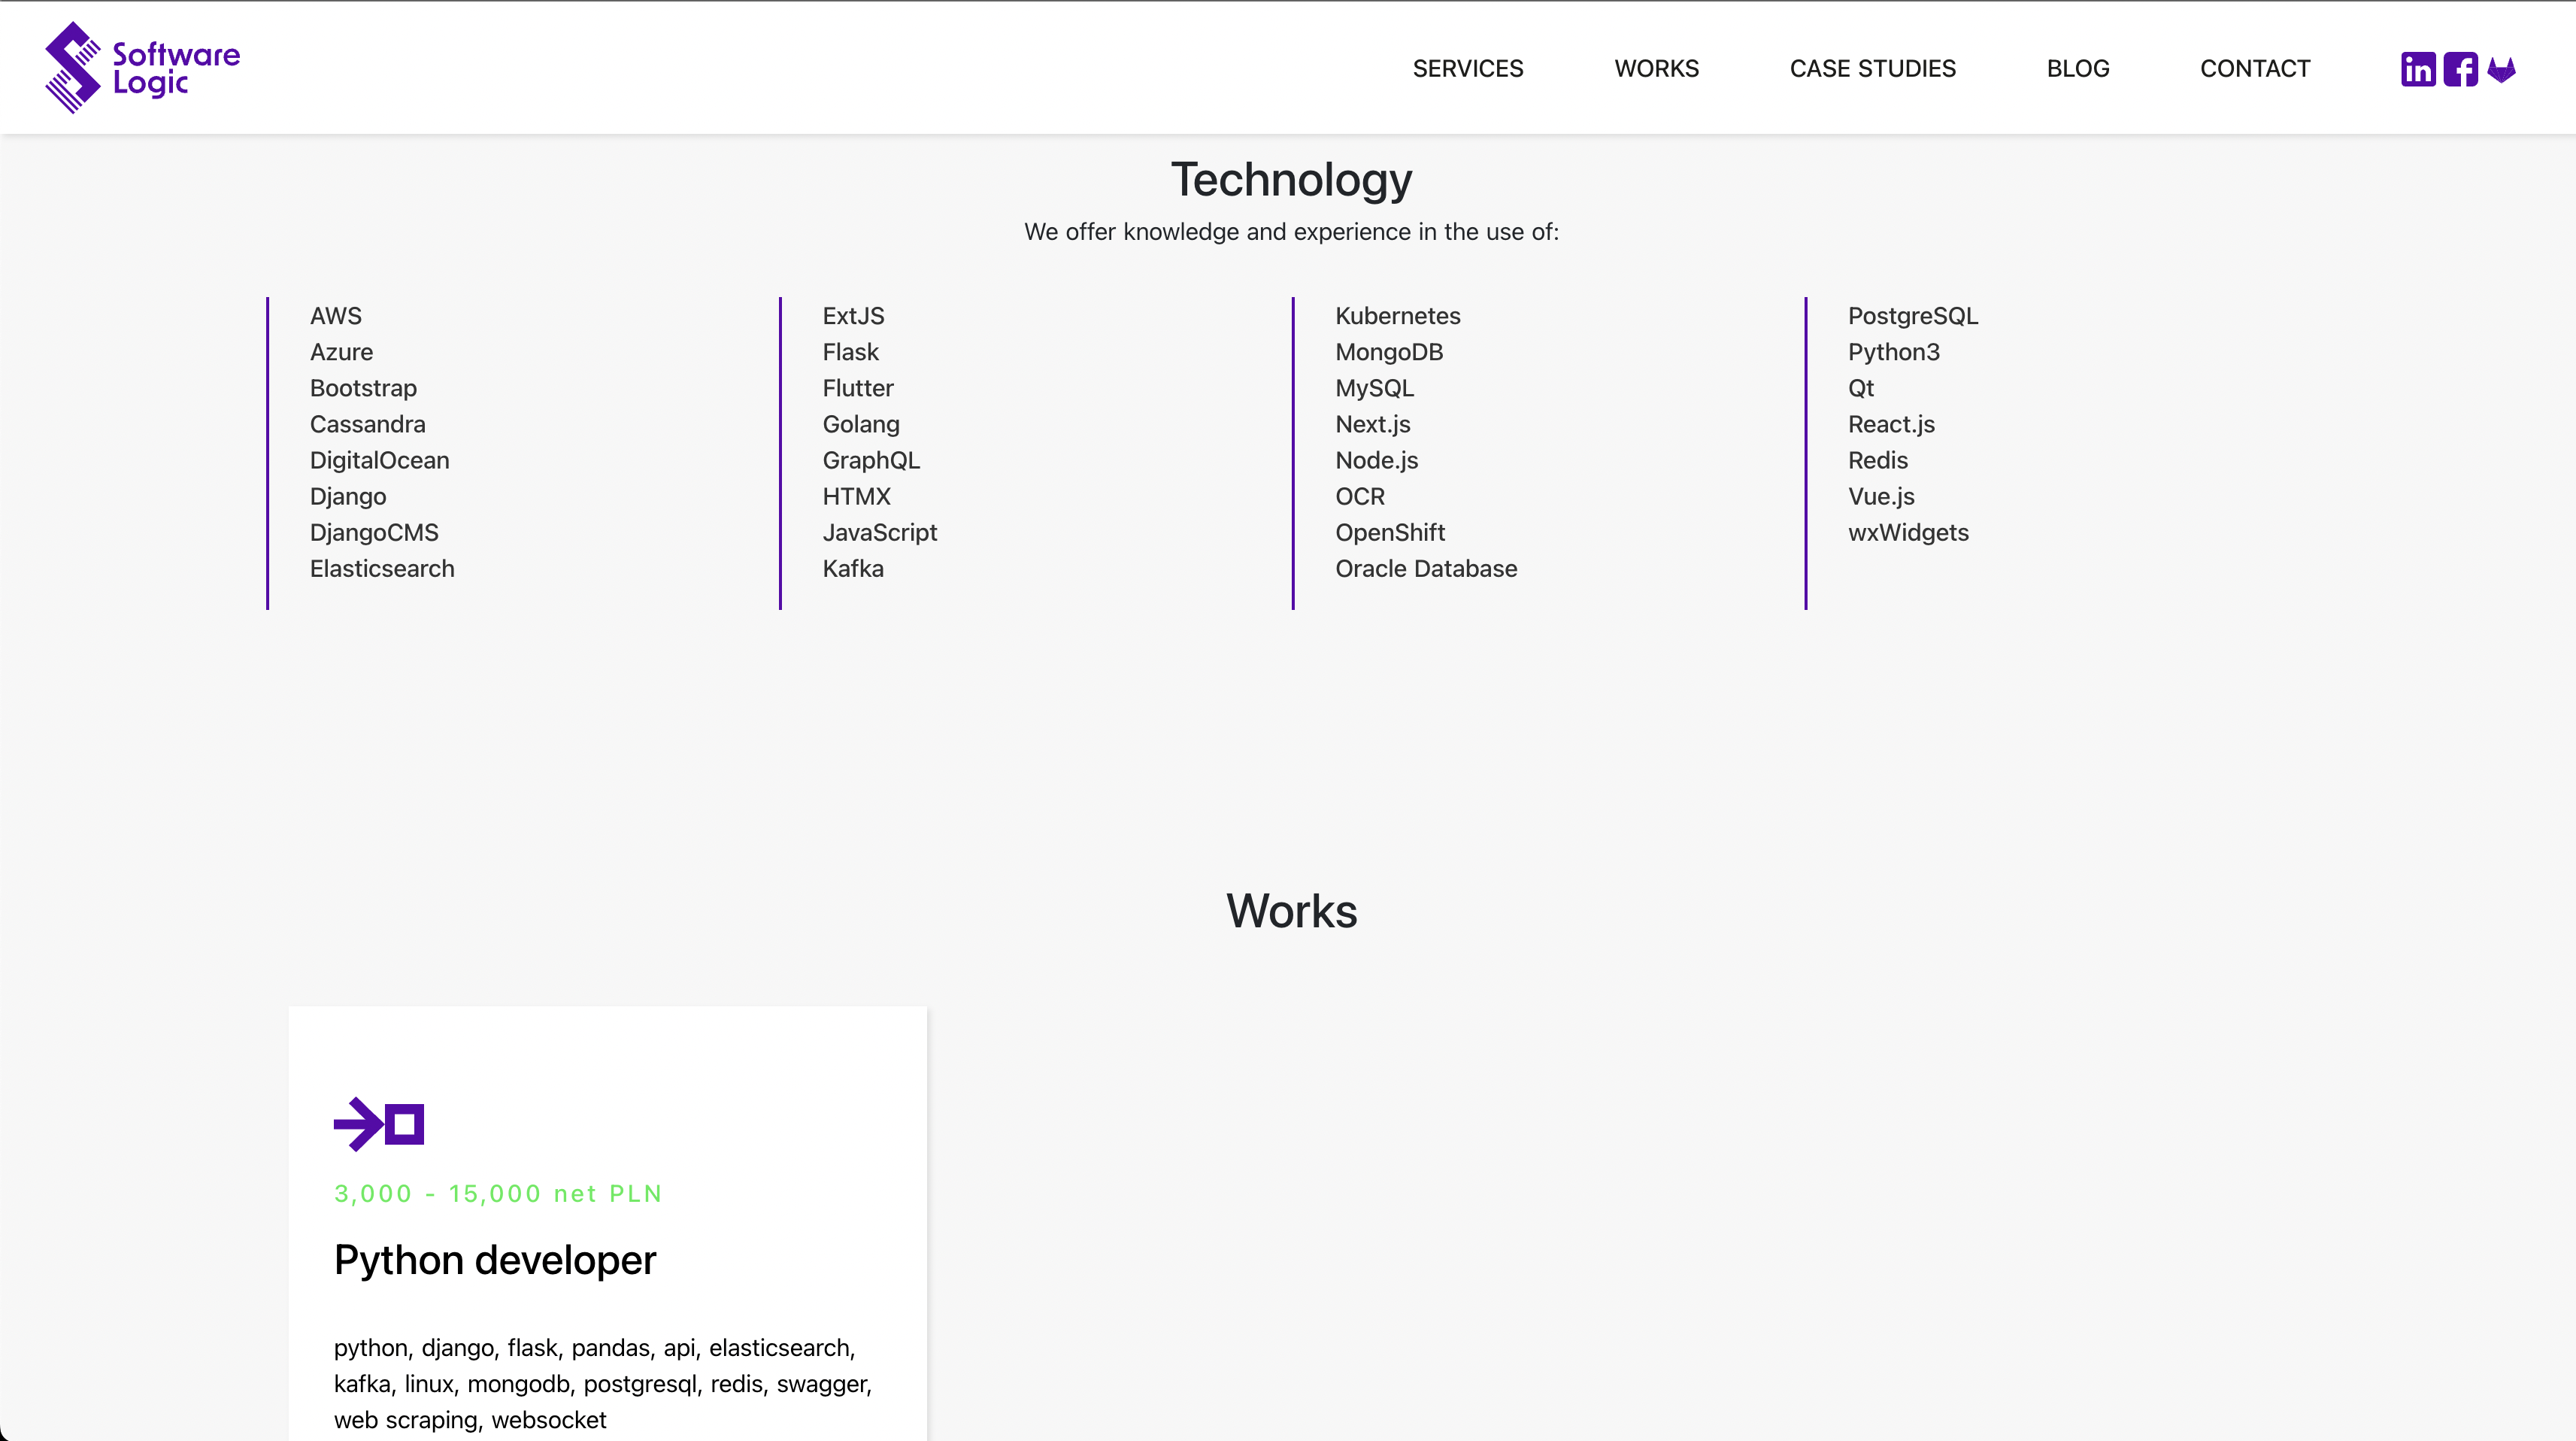 Software
Logic
SERVICES
WORKS
CASE STUDIES
BLOG
CONTACT
in
f
Technology
We offer knowledge and experience in the use of:
AWS
Azure
Bootstrap
Cassandra
DigitalOcean
Django
DjangoCMS
Elasticsearch
ExtJS
Flask
Flutter
Golang
GraphQL
HTMX
JavaScript
Kafka
Kubernetes
MongoDB
MySQL
Next.js
Node.js
OCR
OpenShift
Oracle Database
PostgreSQL
Python3
Qt
React.js
Redis
Vue.js
wxWidgets
Works
3,000 - 15,000 net PLN
Python developer
python, django, flask, pandas, api, elasticsearch,
kafka, linux, mongodb, postgresql, redis, swagger,
web scraping, websocket